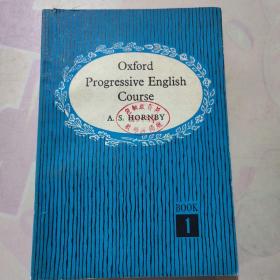 Oxford
Progressive English
Course
A. S. HORNBY
BOOK
1